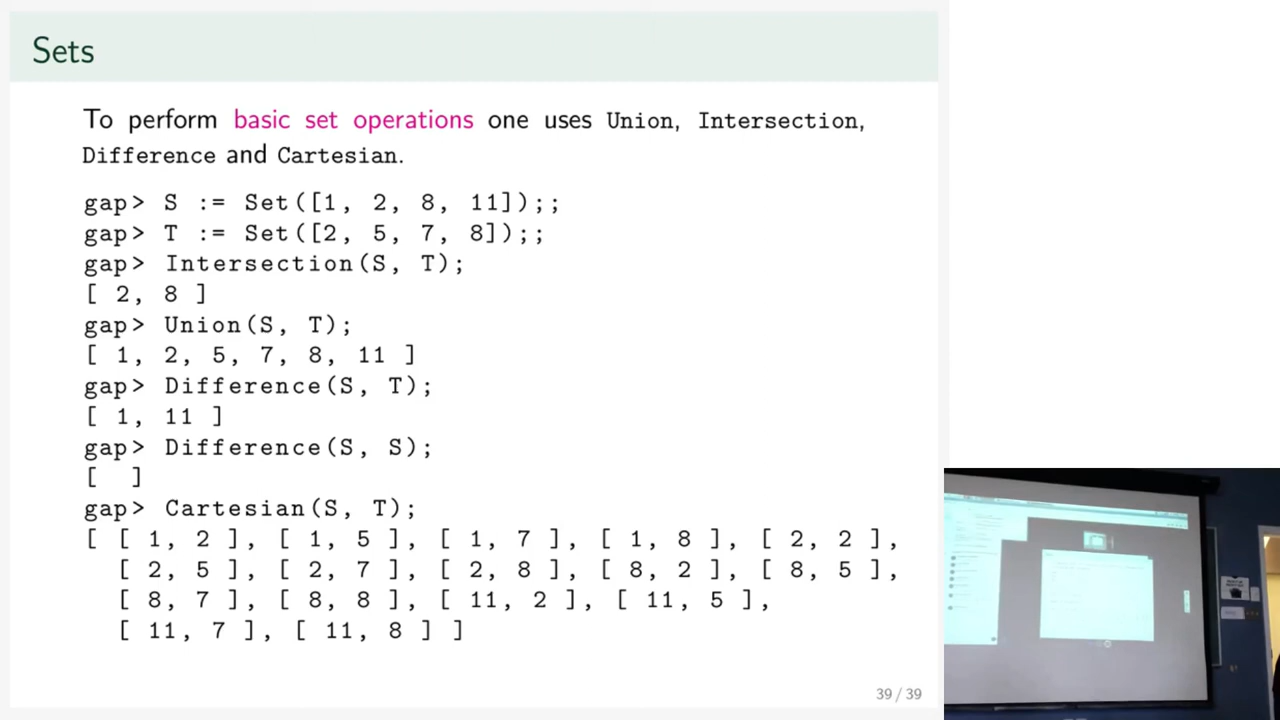 Sets
To perform basic set operations one uses Union, Intersection,
Difference and Cartesian.
gap> S := Set([1, 2, 8, 11]);;
gap> T := Set([2, 5, 7, 8]);;
gap> Intersection(S, T);
[ 2, 8 ]
gap> Union(S, T);
[ 1, 2, 5, 7, 8, 11 ]
gap> Difference(S, T);
[ 1, 11 ]
gap> Difference(S, S);
[  ]
gap> Cartesian(S, T);
[ [ 1, 2 ], [ 1, 5 ], [ 1, 7 ], [ 1, 8 ], [ 2, 2 ],
[ 2, 5 ], [ 2, 7 ], [ 2, 8 ], [ 8, 2 ], [ 8, 5 ],
[ 8, 7 ], [ 8, 8 ], [ 11, 2 ], [ 11, 5 ],
[ 11, 7 ], [ 11, 8 ] ]
39 / 39